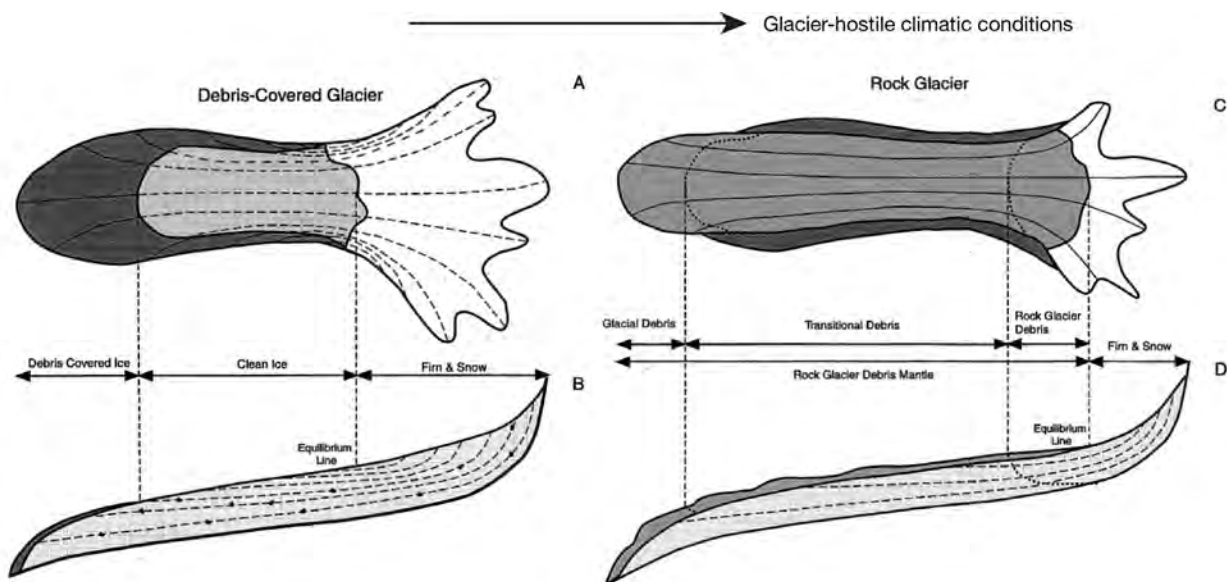 Glacier-hostile climatic conditions
Debris-Covered Glacier
A
Rock Glacier
C
Glacial Debris
Transitional Debris
Rock Glacier
Debris
Debris Covered Ice
Clean Ice
Firn & Snow
B
Rock Glacier Debris Mantle
Firn & Snow
D
Equilibrium
Line
Equilibrium
Line